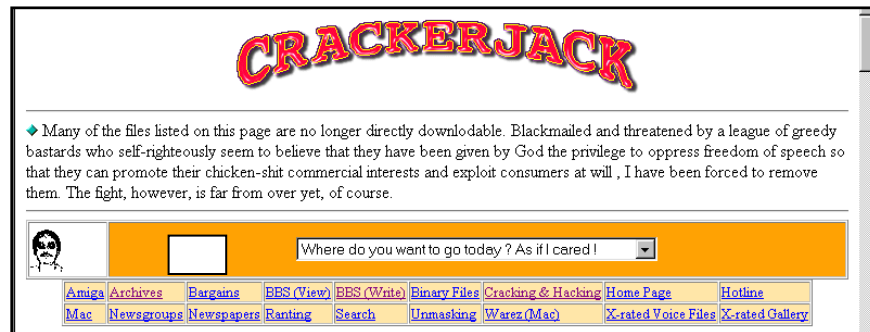 CRACKERJACK
Many of the files listed on this page are no longer directly downlodable. Blackmailed and threatened by a league of greedy
bastards who self-righteously seem to believe that they have been given by God the privilege to oppress freedom of speech so
that they can promote their chicken-shit commercial interests and exploit consumers at will , I have been forced to remove
them. The fight, however, is far from over yet, of course.
Where do you want to go today ? As if I cared !
Amiga Archives Bargains BBS (View) BBS (Write) Binary Files Cracking & Hacking Home Page Hotline
Mac Newsgroups Newspapers Ranting Search Unmasking Warez (Mac) X-rated Voice Files X-rated Gallery